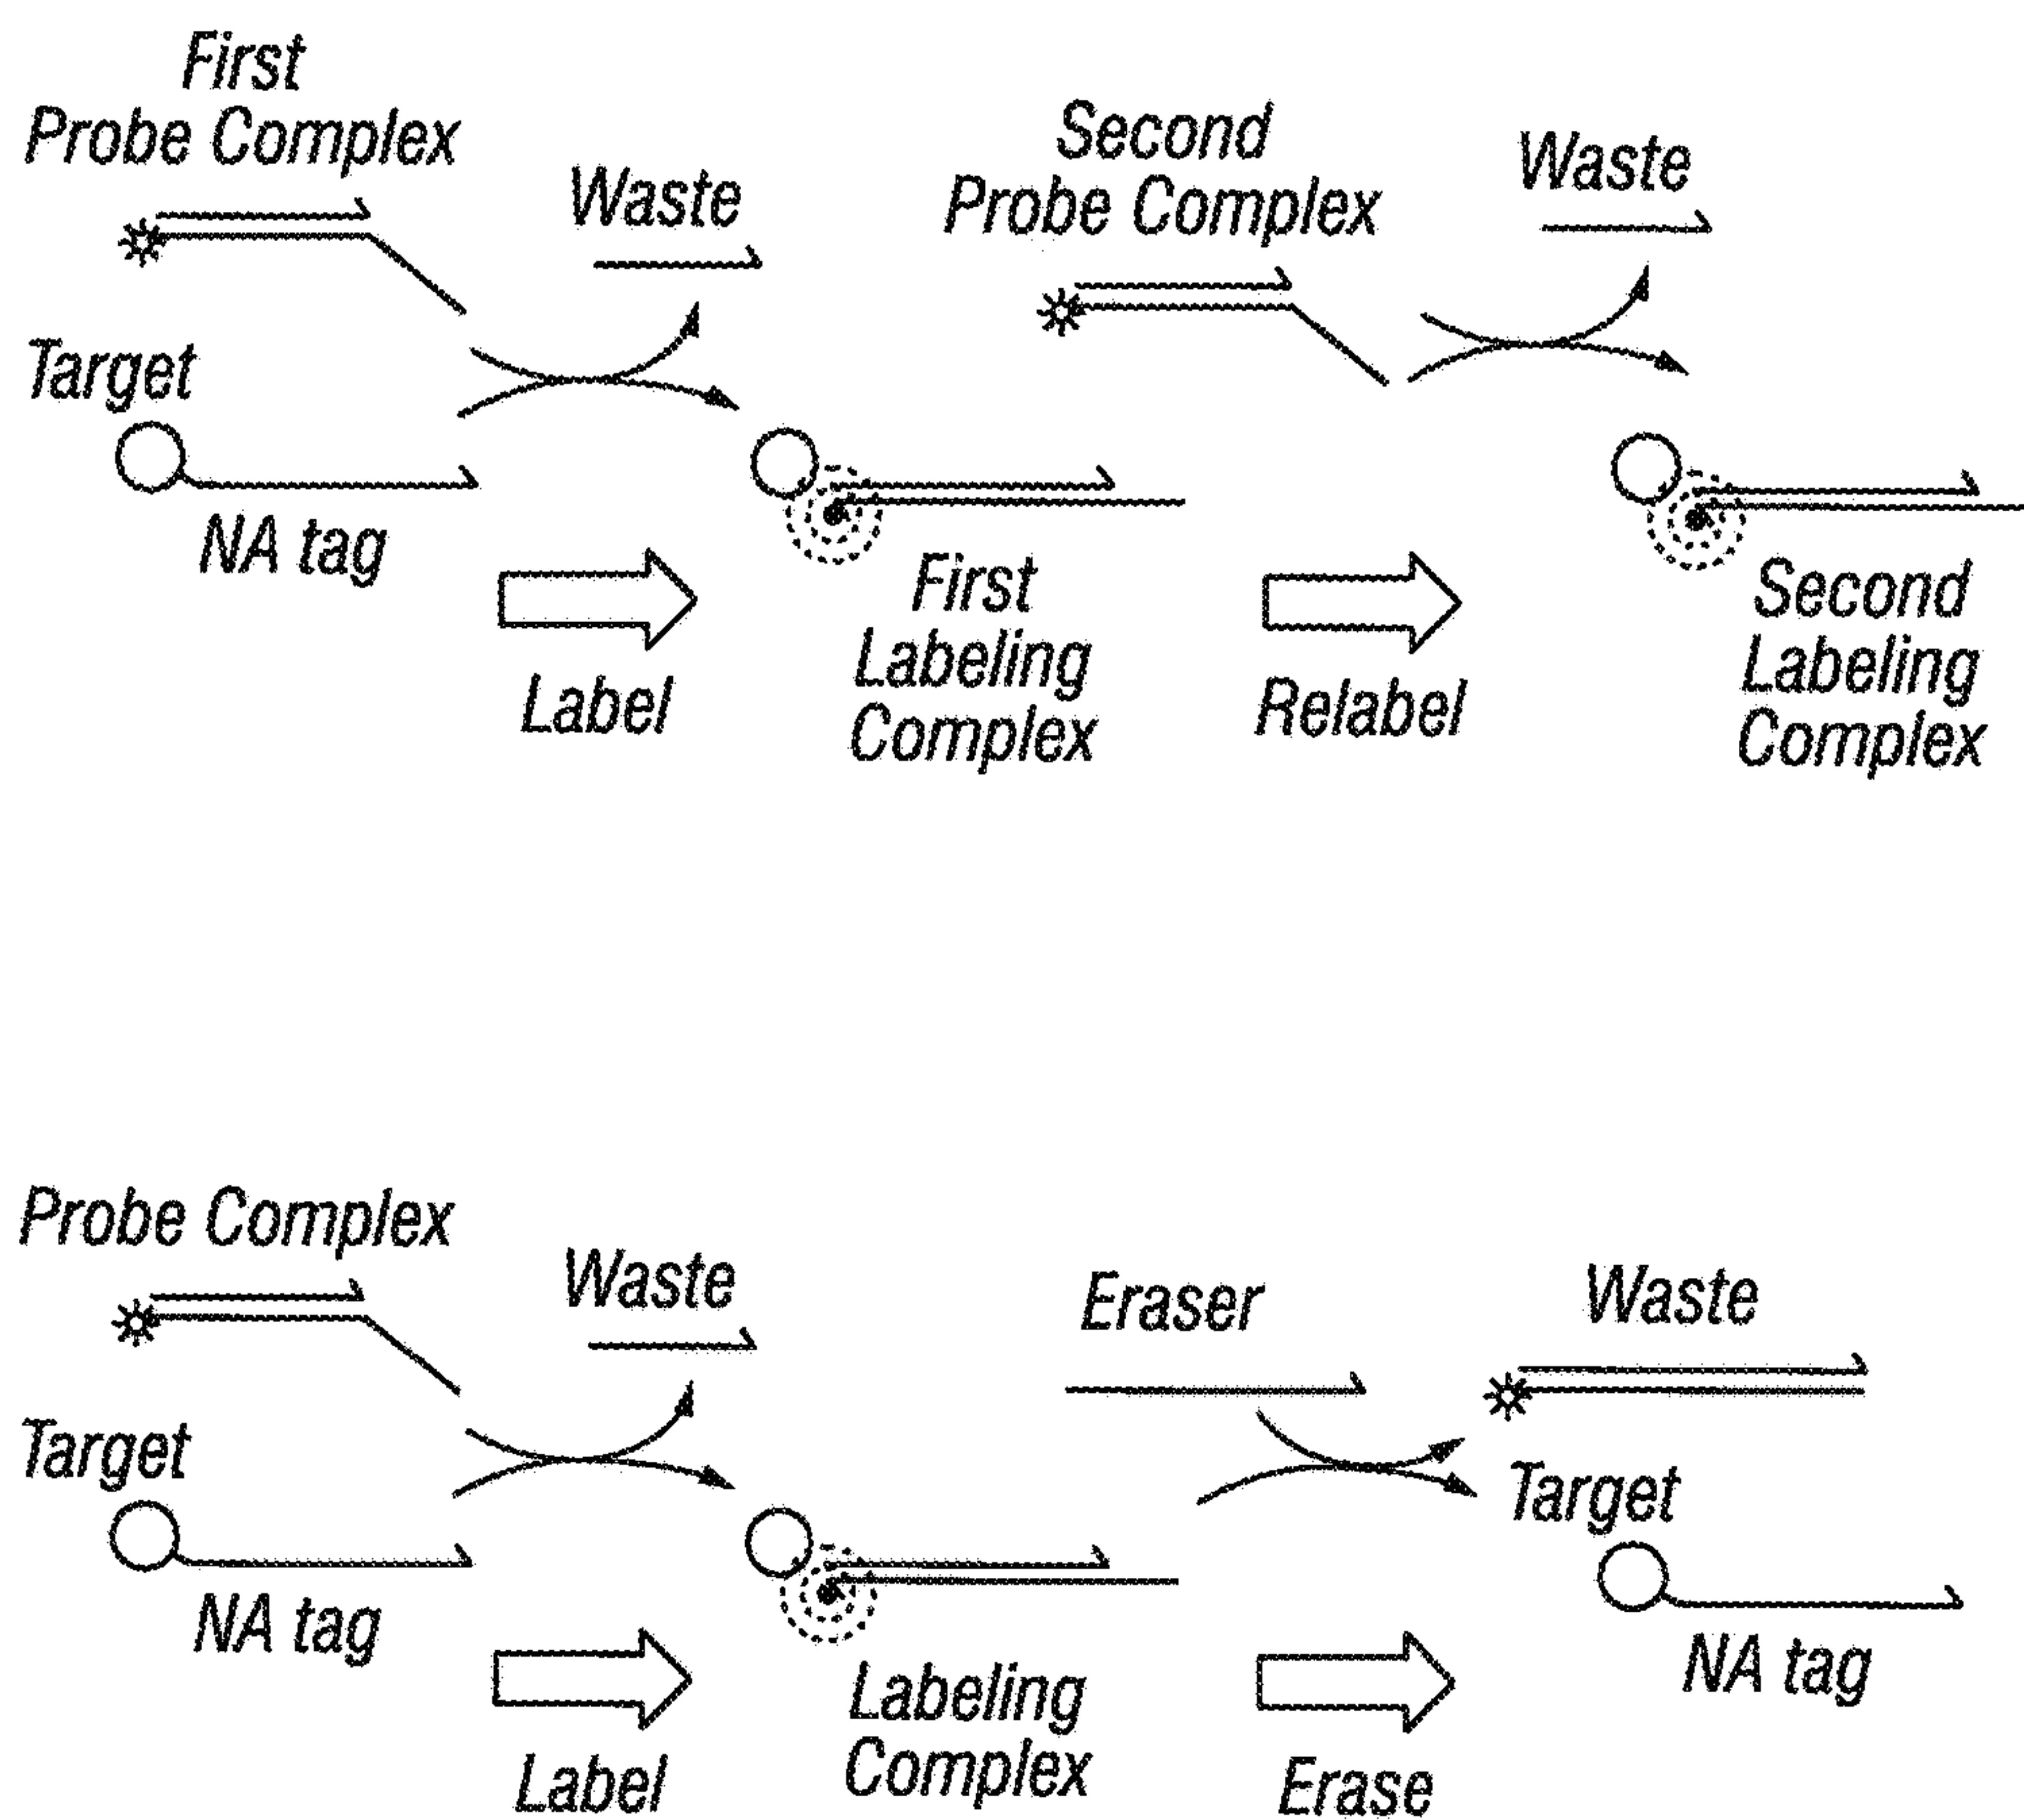 First
Probe Complex
Waste
Second
Probe Complex
Waste
Target
NA tag
Label
First
Labeling
Complex
Relabel
Second
Labeling
Complex
Probe Complex
Waste
Eraser
Waste
Target
Target
NA tag
Label
Labeling
Complex
Erase
NA tag